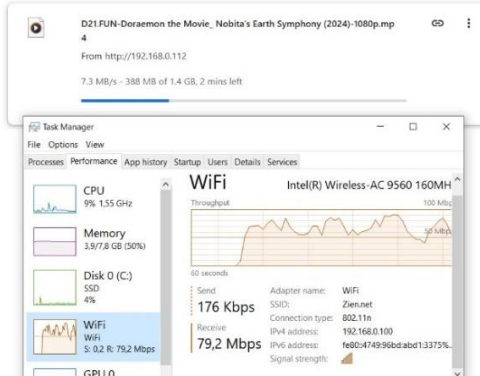 D21.FUN-Doraemon the Movie_ Nobita's Earth Symphony (2024)-1080p.mp
4
From http://192.168.0.112
7.3 MB/s - 388 MB of 1.4 GB, 2 mins left
Task Manager
File Options View
Processes Performance App history Startup Users Details Services
CPU
9% 1,55 GHz
Memory
3,9/7,8 GB (50%)
Disk 0 (C:)
SSD
4%
WiFi
WiFi
S: 0,2 R: 79,2 Mbps
GPU 0
WiFi
Intel(R) Wireless-AC 9560 160MH
Throughput
100 Mbp
50 Mbp
60 seconds
Send
176 Kbps
Receive
79,2 Mbps
Adapter name: WiFi
SSID: Zien.net
Connection type: 802.11n
IPv4 address: 192.168.0.100
IPv6 address: fe80::4749:96bd:abd1:3375%
Signal strength: